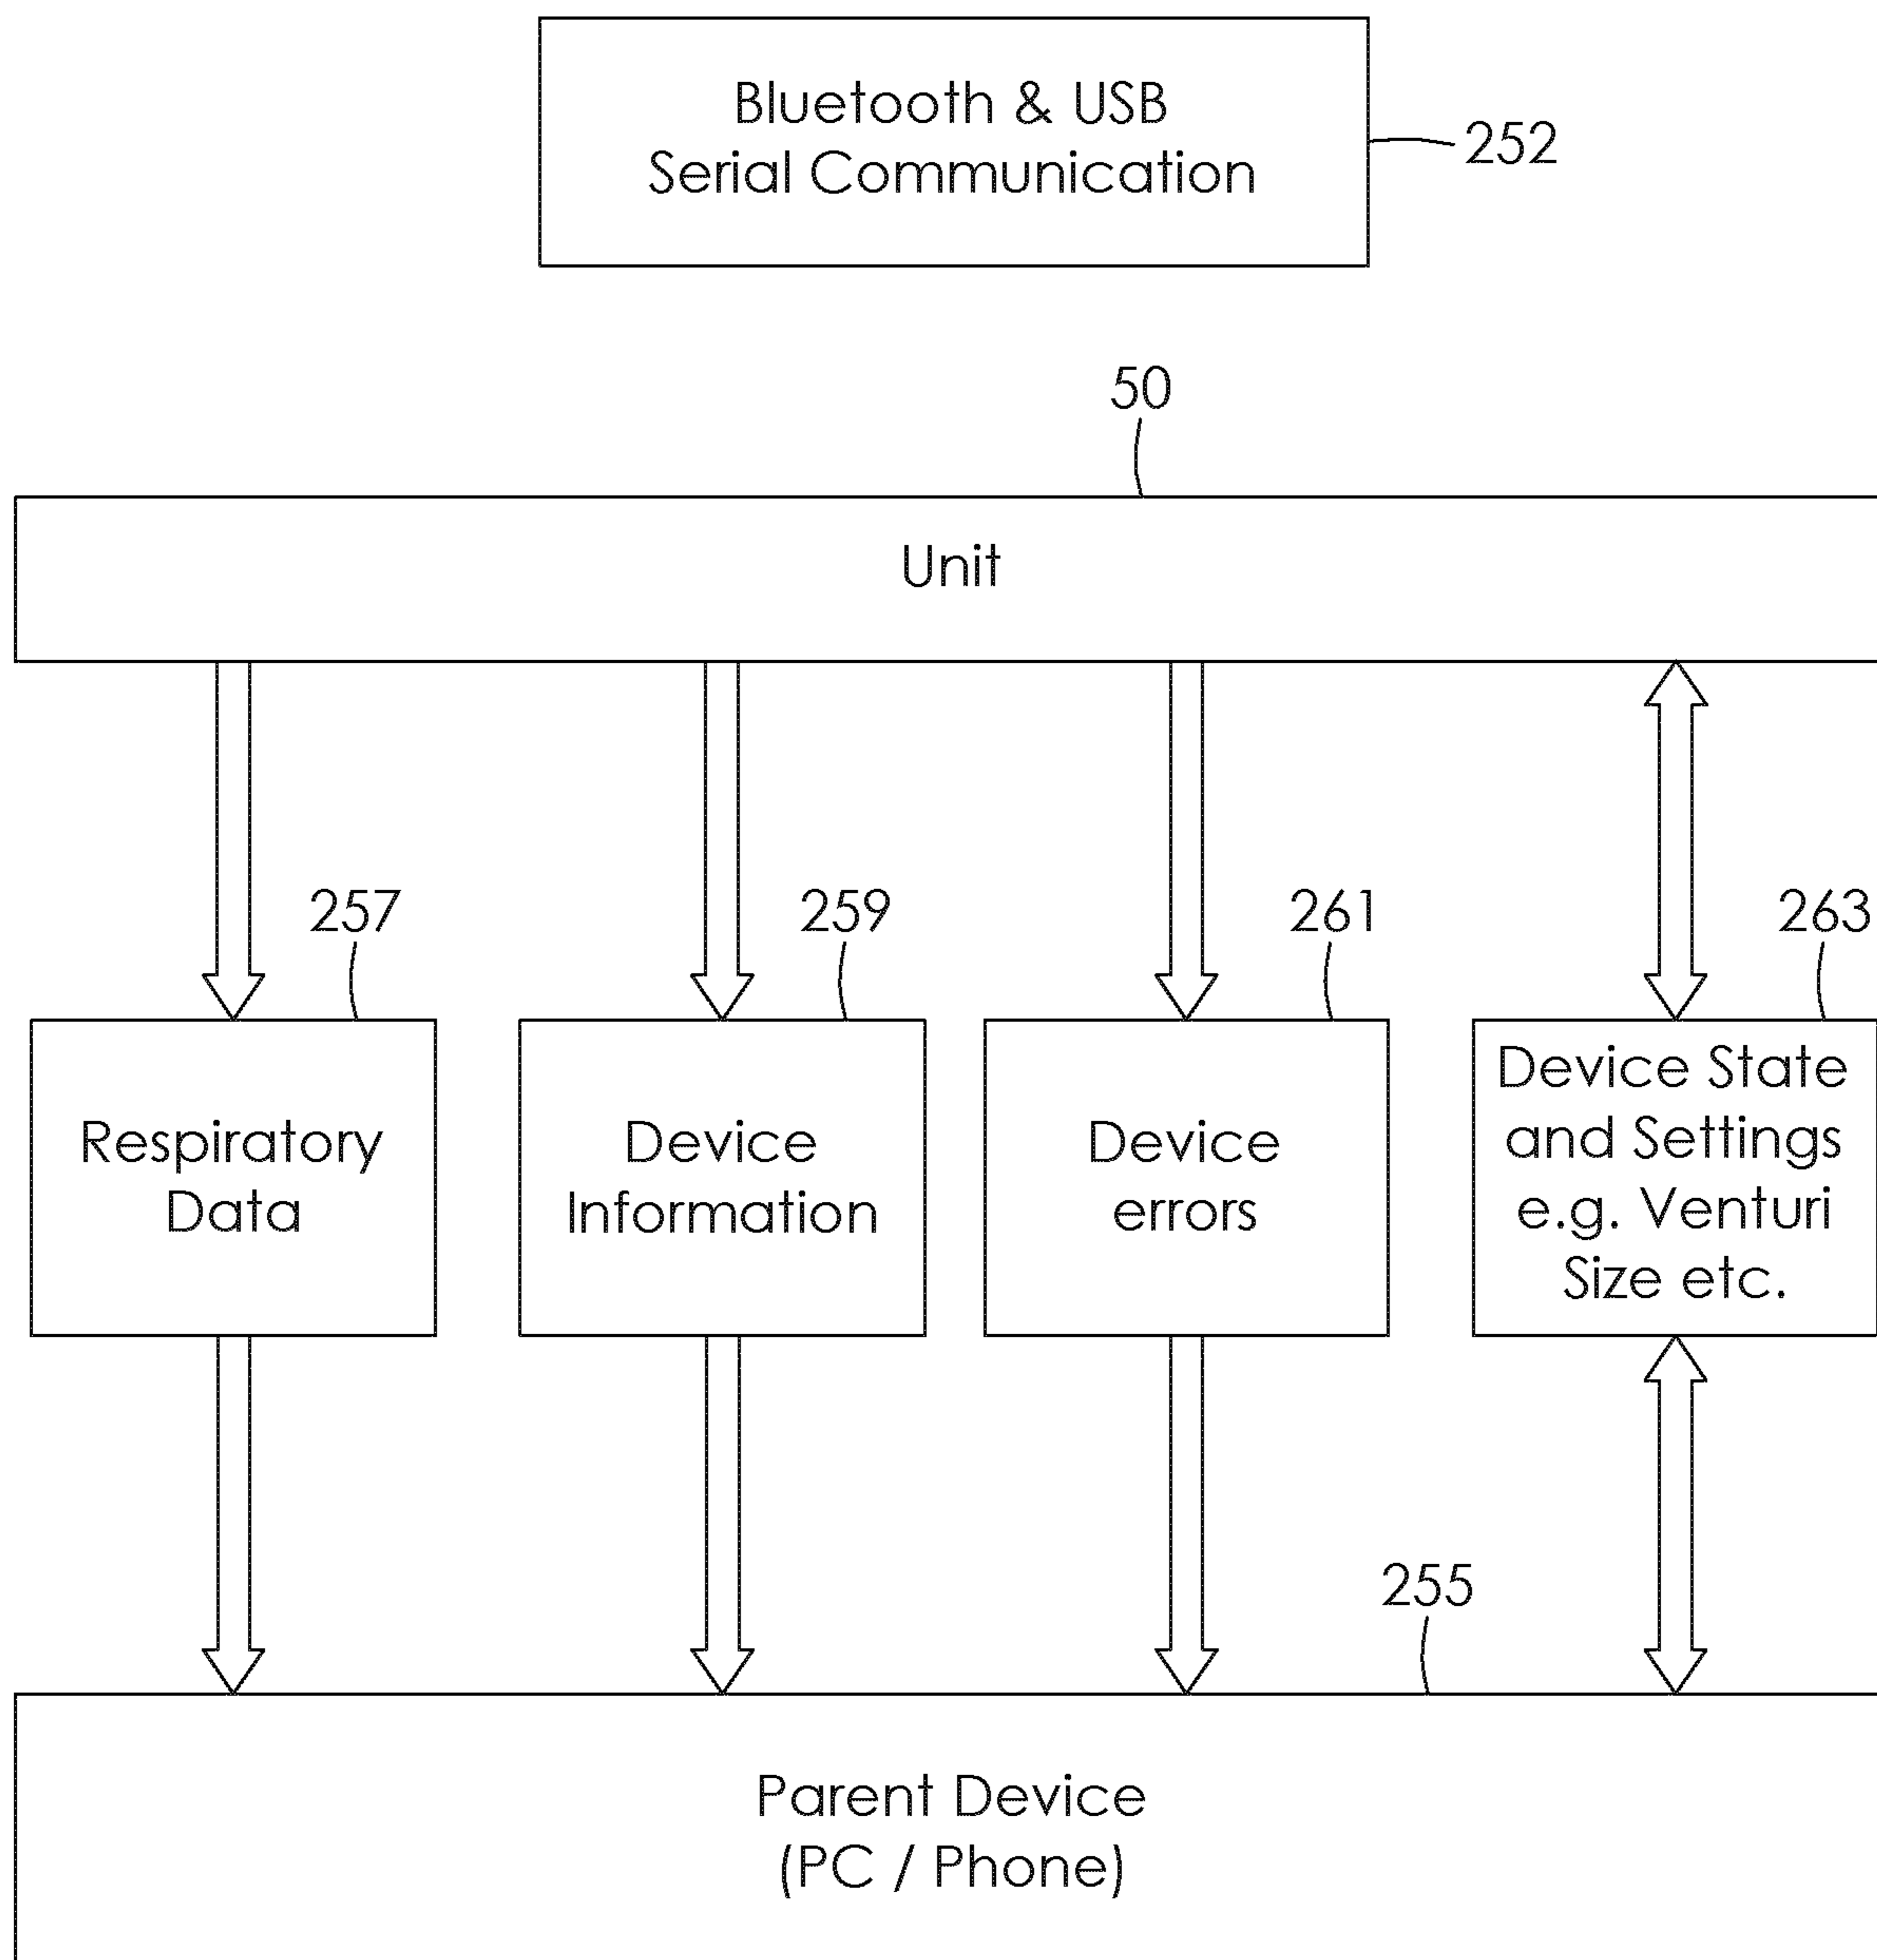 Bluetooth & USB
Serial Communication
252
50
Unit
257
259
261
263
Respiratory
Data
Device
Information
Device
errors
Device State
and Settings
e.g. Venturi
Size etc.
255
Parent Device
(PC / Phone)